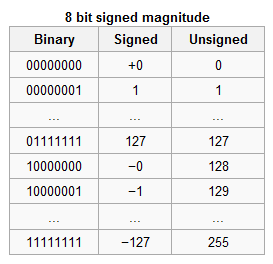 8 bit signed magnitude
Binary Signed Unsigned
00000000 +0 0
00000001 1 1
... ... ...
01111111 127 127
10000000 −0 128
10000001 −1 129
... ... ...
11111111 −127 255